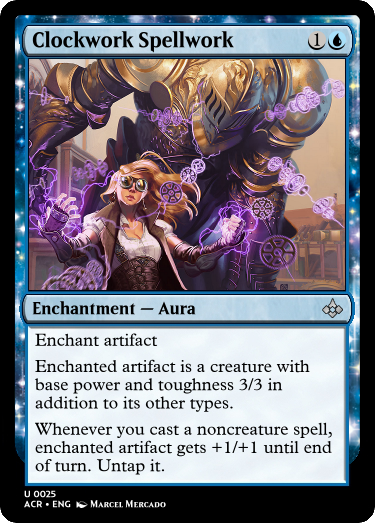 Clockwork Spellwork 1
Enchantment — Aura
Enchant artifact
Enchanted artifact is a creature with
base power and toughness 3/3 in
addition to its other types.
Whenever you cast a noncreature spell,
enchanted artifact gets +1/+1 until end
of turn. Untap it.
U 0025
ACR • ENG Marcel Mercado